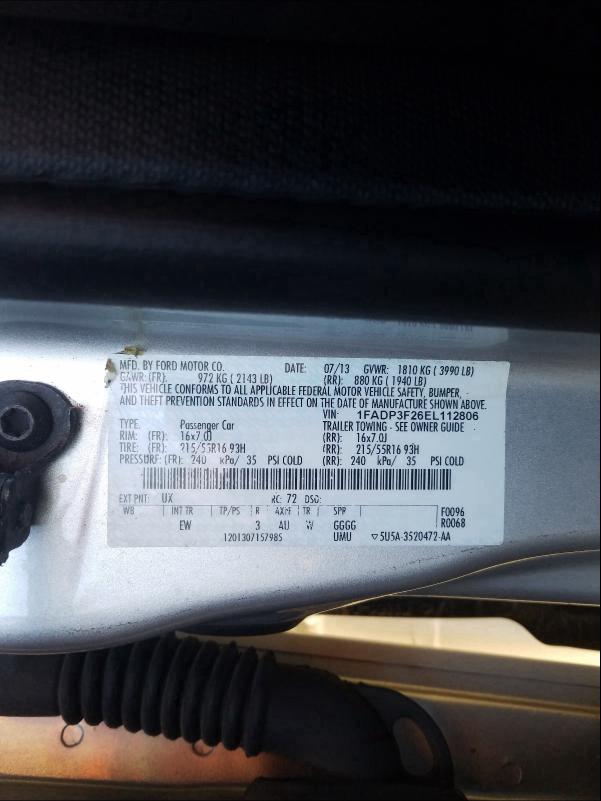 MFD. BY FORD MOTOR CO. DATE: 07/13 GVWR: 1810 KG ( 3990 LB)
GAWR: (FR): 972 KG ( 2143 LB) (RR): 880 KG ( 1940 LB)
THIS VEHICLE CONFORMS TO ALL APPLICABLE FEDERAL MOTOR VEHICLE SAFETY, BUMPER,
AND THEFT PREVENTION STANDARDS IN EFFECT ON THE DATE OF MANUFACTURE SHOWN ABOVE.
VIN: 1FADP3F26EL112806
TYPE: Passenger Car TRAILER TOWING - SEE OWNER GUIDE
RIM: (FR): 16x7.0J (RR): 16x7.0J
TIRE: (FR): 215/55R16 93H (RR): 215/55R16 93H
PRESSURE: (FR): 240 kPa/ 35 PSI COLD (RR): 240 kPa/ 35 PSI COLD
EXT PNT: UX RC: 72 DSO:
WB INT TR TP/PS R AXLE TR SPR F0096
EW 3 AU W GGGG R0068
1201307157985 UMU ▽5U5A-3520472-AA